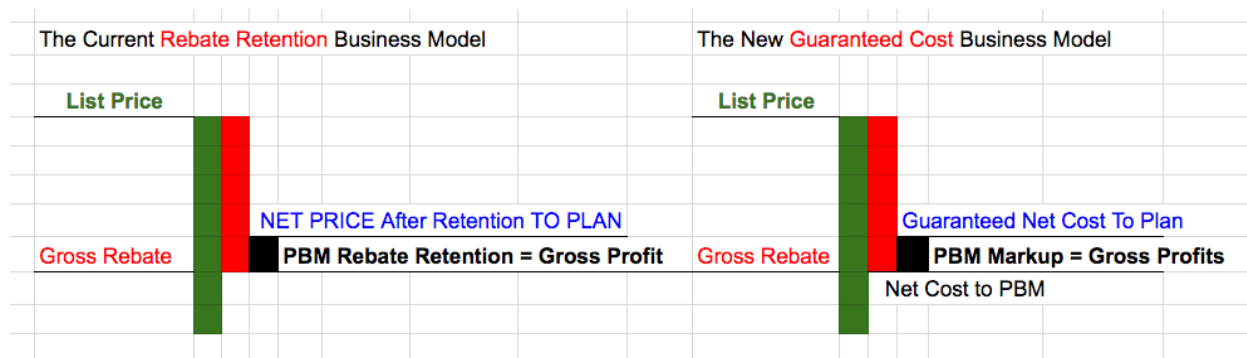 The Current Rebate Retention Business Model
List Price
NET PRICE After Retention TO PLAN
Gross Rebate
PBM Rebate Retention = Gross Profit
The New Guaranteed Cost Business Model
List Price
Guaranteed Net Cost To Plan
Gross Rebate
PBM Markup = Gross Profits
Net Cost to PBM